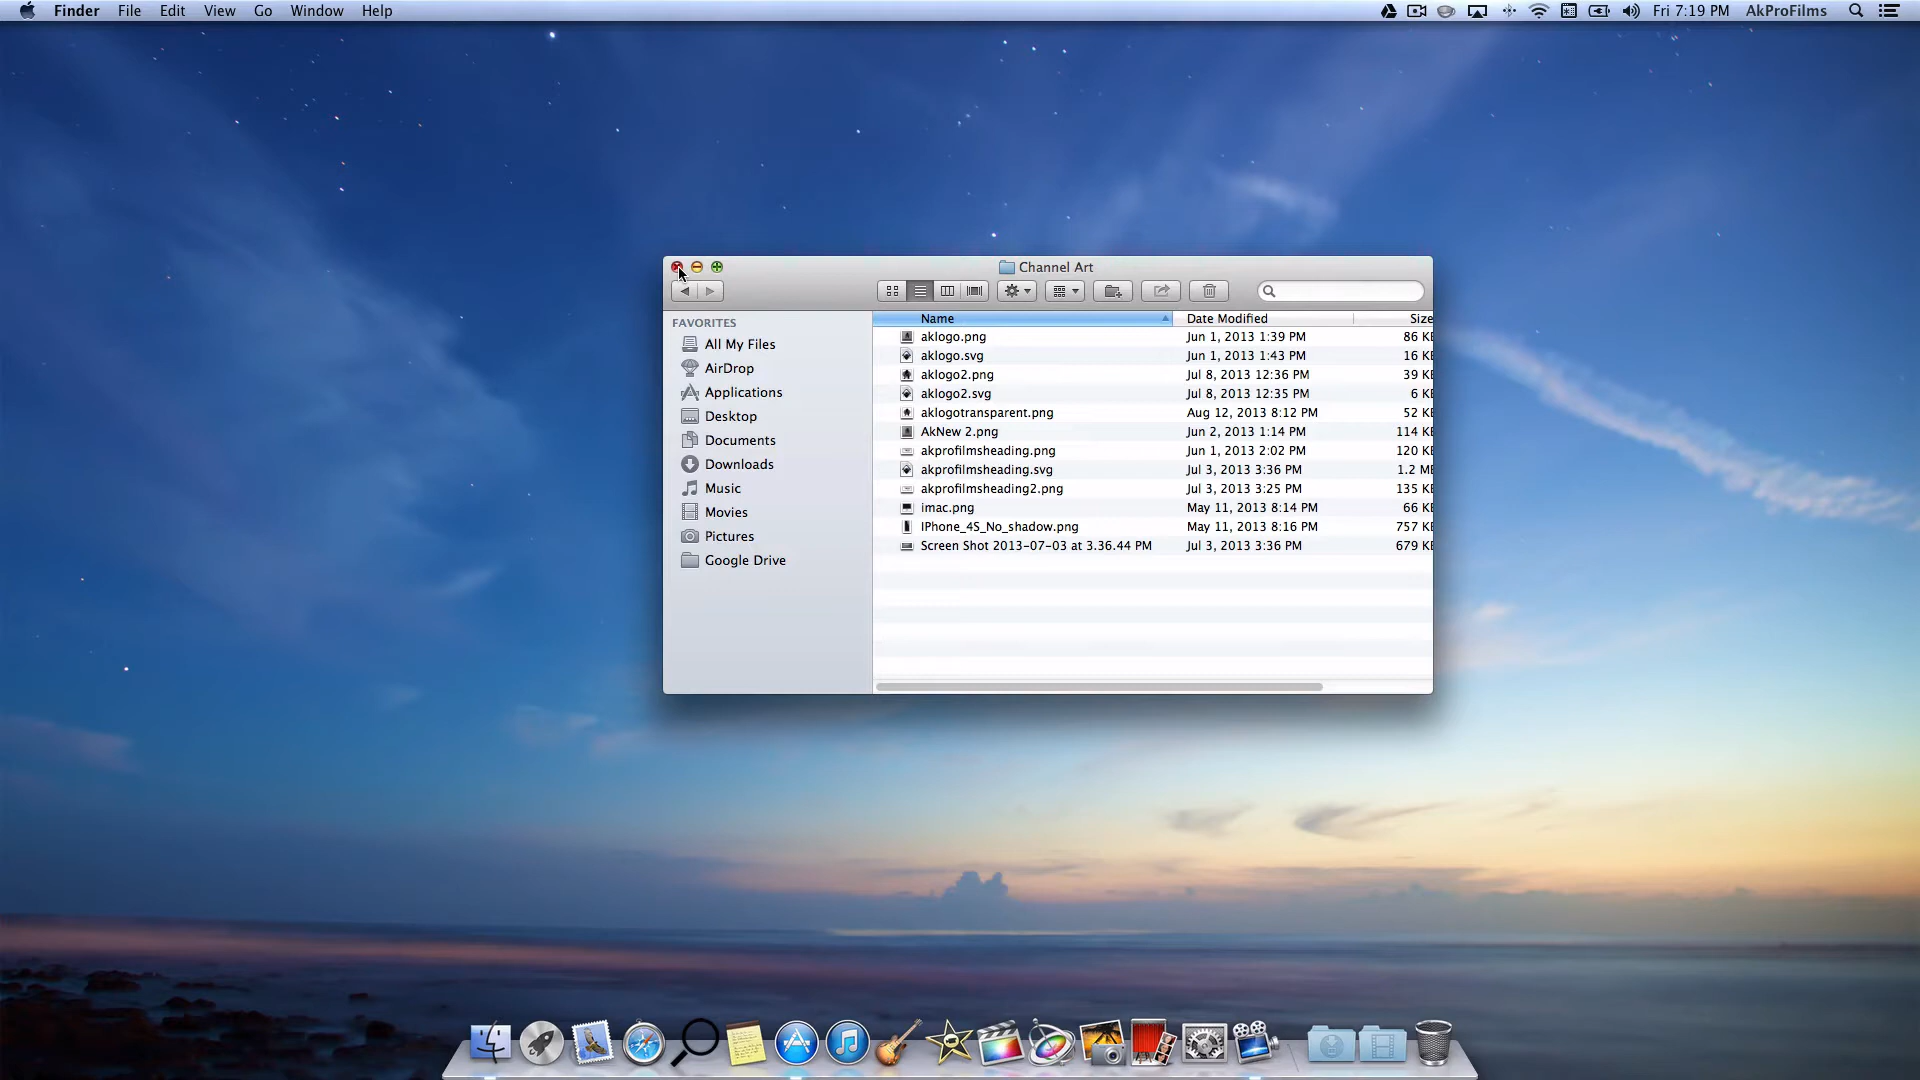 Finder File Edit View Go Window Help Fri 7:19 PM AkProFilms
Channel Art
FAVORITES
All My Files
AirDrop
Applications
Desktop
Documents
Downloads
Music
Movies
Pictures
Google Drive
Name Date Modified Size
aklogo.png Jun 1, 2013 1:39 PM 86 KB
aklogo.svg Jun 1, 2013 1:43 PM 16 KB
aklogo2.png Jul 8, 2013 12:36 PM 39 KB
aklogo2.svg Jul 8, 2013 12:35 PM 6 KB
aklogotransparent.png Aug 12, 2013 8:12 PM 52 KB
AkNew 2.png Jun 2, 2013 1:14 PM 114 KB
akprofilmsheading.png Jun 1, 2013 2:02 PM 120 KB
akprofilmsheading.svg Jul 3, 2013 3:36 PM 1.2 MB
akprofilmsheading2.png Jul 3, 2013 3:25 PM 135 KB
imac.png May 11, 2013 8:14 PM 66 KB
IPhone_4S_No_shadow.png May 11, 2013 8:16 PM 757 KB
Screen Shot 2013-07-03 at 3.36.44 PM Jul 3, 2013 3:36 PM 679 KB